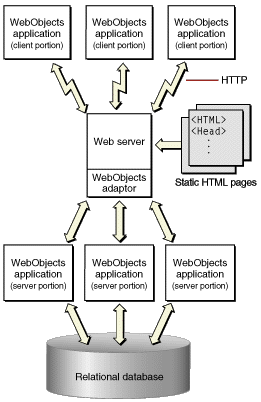 WebObjects
application
(client portion)
WebObjects
application
(client portion)
WebObjects
application
(client portion)
HTTP
Web server
WebObjects
adaptor
<HTML>
<Head>
.
.
.
Static HTML pages
WebObjects
application
(server portion)
WebObjects
application
(server portion)
WebObjects
application
(server portion)
Relational database